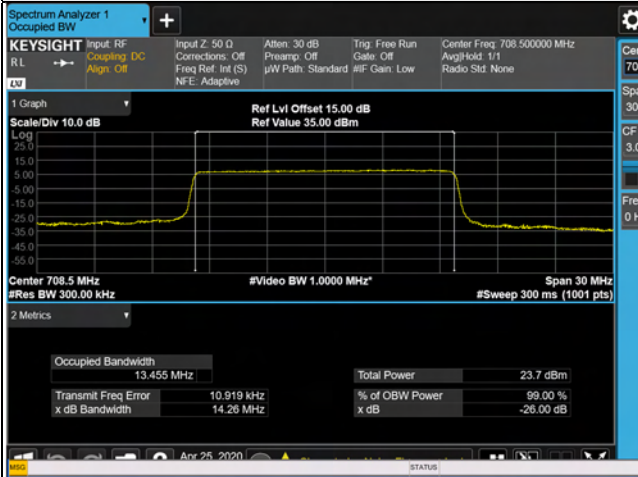 Spectrum Analyzer 1
Occupied BW
+
KEYSIGHT Input: RF
RL Coupling: DC
Align: Off
LXI
Input Z: 50 Ω
Corrections: Off
Freq Ref: Int (S)
NFE: Adaptive
Atten: 30 dB
Preamp: Off
µW Path: Standard
Trig: Free Run
Gate: Off
#IF Gain: Low
Center Freq: 708.500000 MHz
Avg|Hold: 1/1
Radio Std: None
1 Graph
Scale/Div 10.0 dB
Ref Lvl Offset 15.00 dB
Ref Value 35.00 dBm
Log
25.0
15.0
5.00
-5.00
-15.0
-25.0
-35.0
-45.0
-55.0
Center 708.5 MHz
#Video BW 1.0000 MHz*
Span 30 MHz
#Res BW 300.00 kHz
#Sweep 300 ms (1001 pts)
2 Metrics
Occupied Bandwidth
13.455 MHz
Total Power 23.7 dBm
Transmit Freq Error 10.919 kHz
% of OBW Power 99.00 %
x dB Bandwidth 14.26 MHz
x dB -26.00 dB
Apr 25, 2020
MSG
STATUS